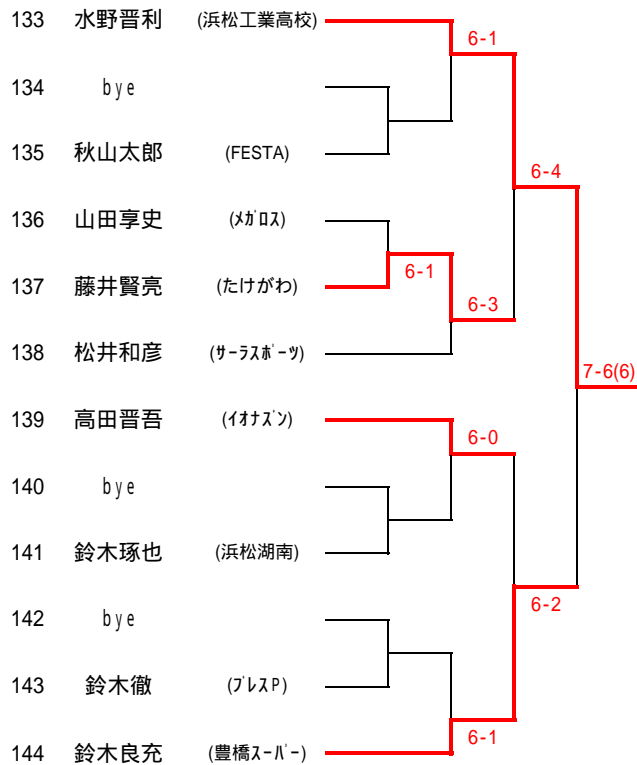 133 水野晋利 (浜松工業高校)
6-1
134 bye
135 秋山太郎 (FESTA)
6-4
136 山田享史 (ﾒｶﾞﾛｽ)
6-1
137 藤井賢亮 (たけがわ)
6-3
138 松井和彦 (ｻｰﾗｽﾎﾟｰﾂ)
7-6(6)
139 高田晋吾 (ｲｵﾅｽﾞﾝ)
6-0
140 bye
141 鈴木琢也 (浜松湖南)
6-2
142 bye
143 鈴木徹 (ﾌﾞﾚｽP)
6-1
144 鈴木良充 (豊橋ｽｰﾊﾟｰ)